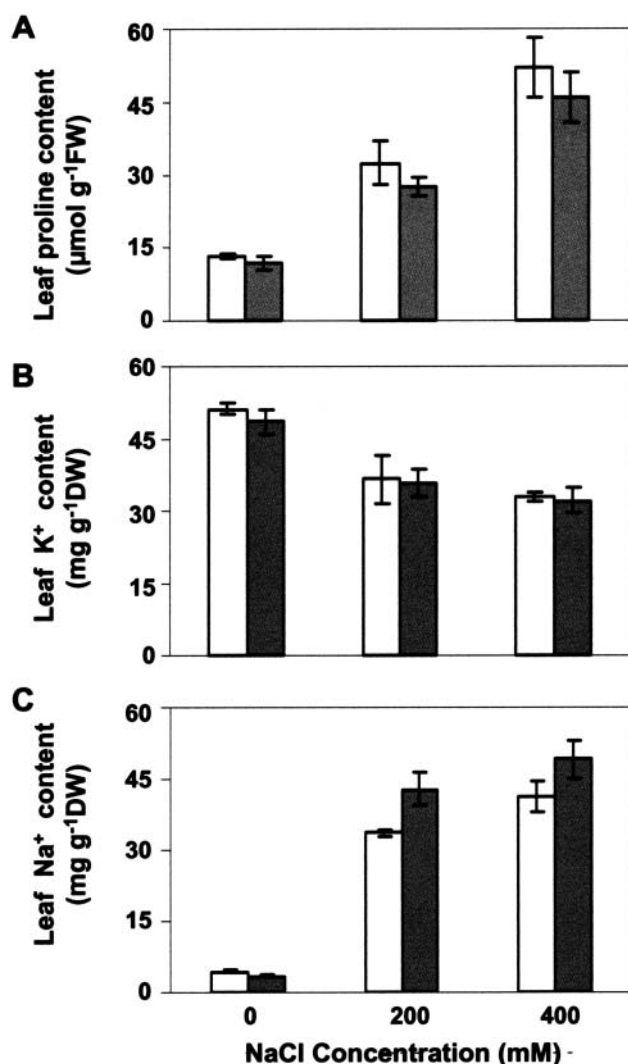 A
Leaf proline content
(µmol g⁻¹FW)
60
45
30
15
0
B
Leaf K⁺ content
(mg g⁻¹DW)
60
45
30
15
0
C
Leaf Na⁺ content
(mg g⁻¹DW)
60
45
30
15
0
0 200 400
NaCl Concentration (mM) -